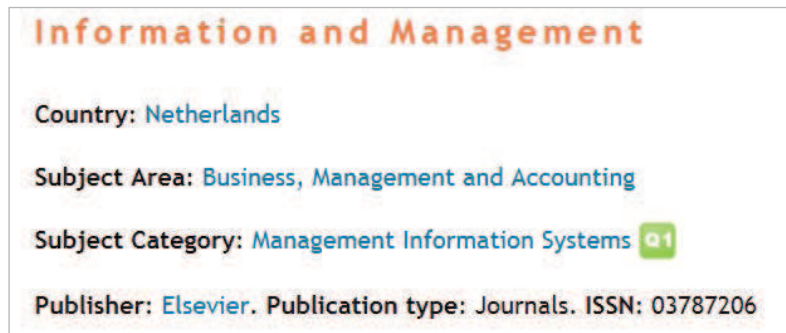 Information and Management
Country: Netherlands
Subject Area: Business, Management and Accounting
Subject Category: Management Information Systems Q1
Publisher: Elsevier. Publication type: Journals. ISSN: 03787206